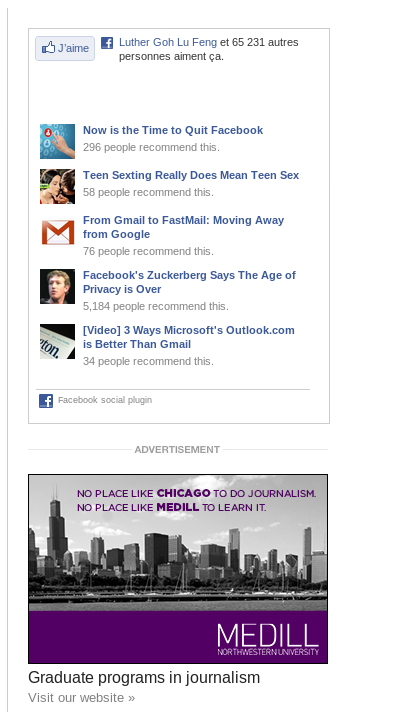 J'aime
Luther Goh Lu Feng et 65 231 autres
personnes aiment ça.
Now is the Time to Quit Facebook
296 people recommend this.
Teen Sexting Really Does Mean Teen Sex
58 people recommend this.
From Gmail to FastMail: Moving Away
from Google
76 people recommend this.
Facebook's Zuckerberg Says The Age of
Privacy is Over
5,184 people recommend this.
[Video] 3 Ways Microsoft's Outlook.com
is Better Than Gmail
34 people recommend this.
Facebook social plugin
ADVERTISEMENT
NO PLACE LIKE CHICAGO TO DO JOURNALISM.
NO PLACE LIKE MEDILL TO LEARN IT.
MEDILL
NORTHWESTERN UNIVERSITY
Graduate programs in journalism
Visit our website »